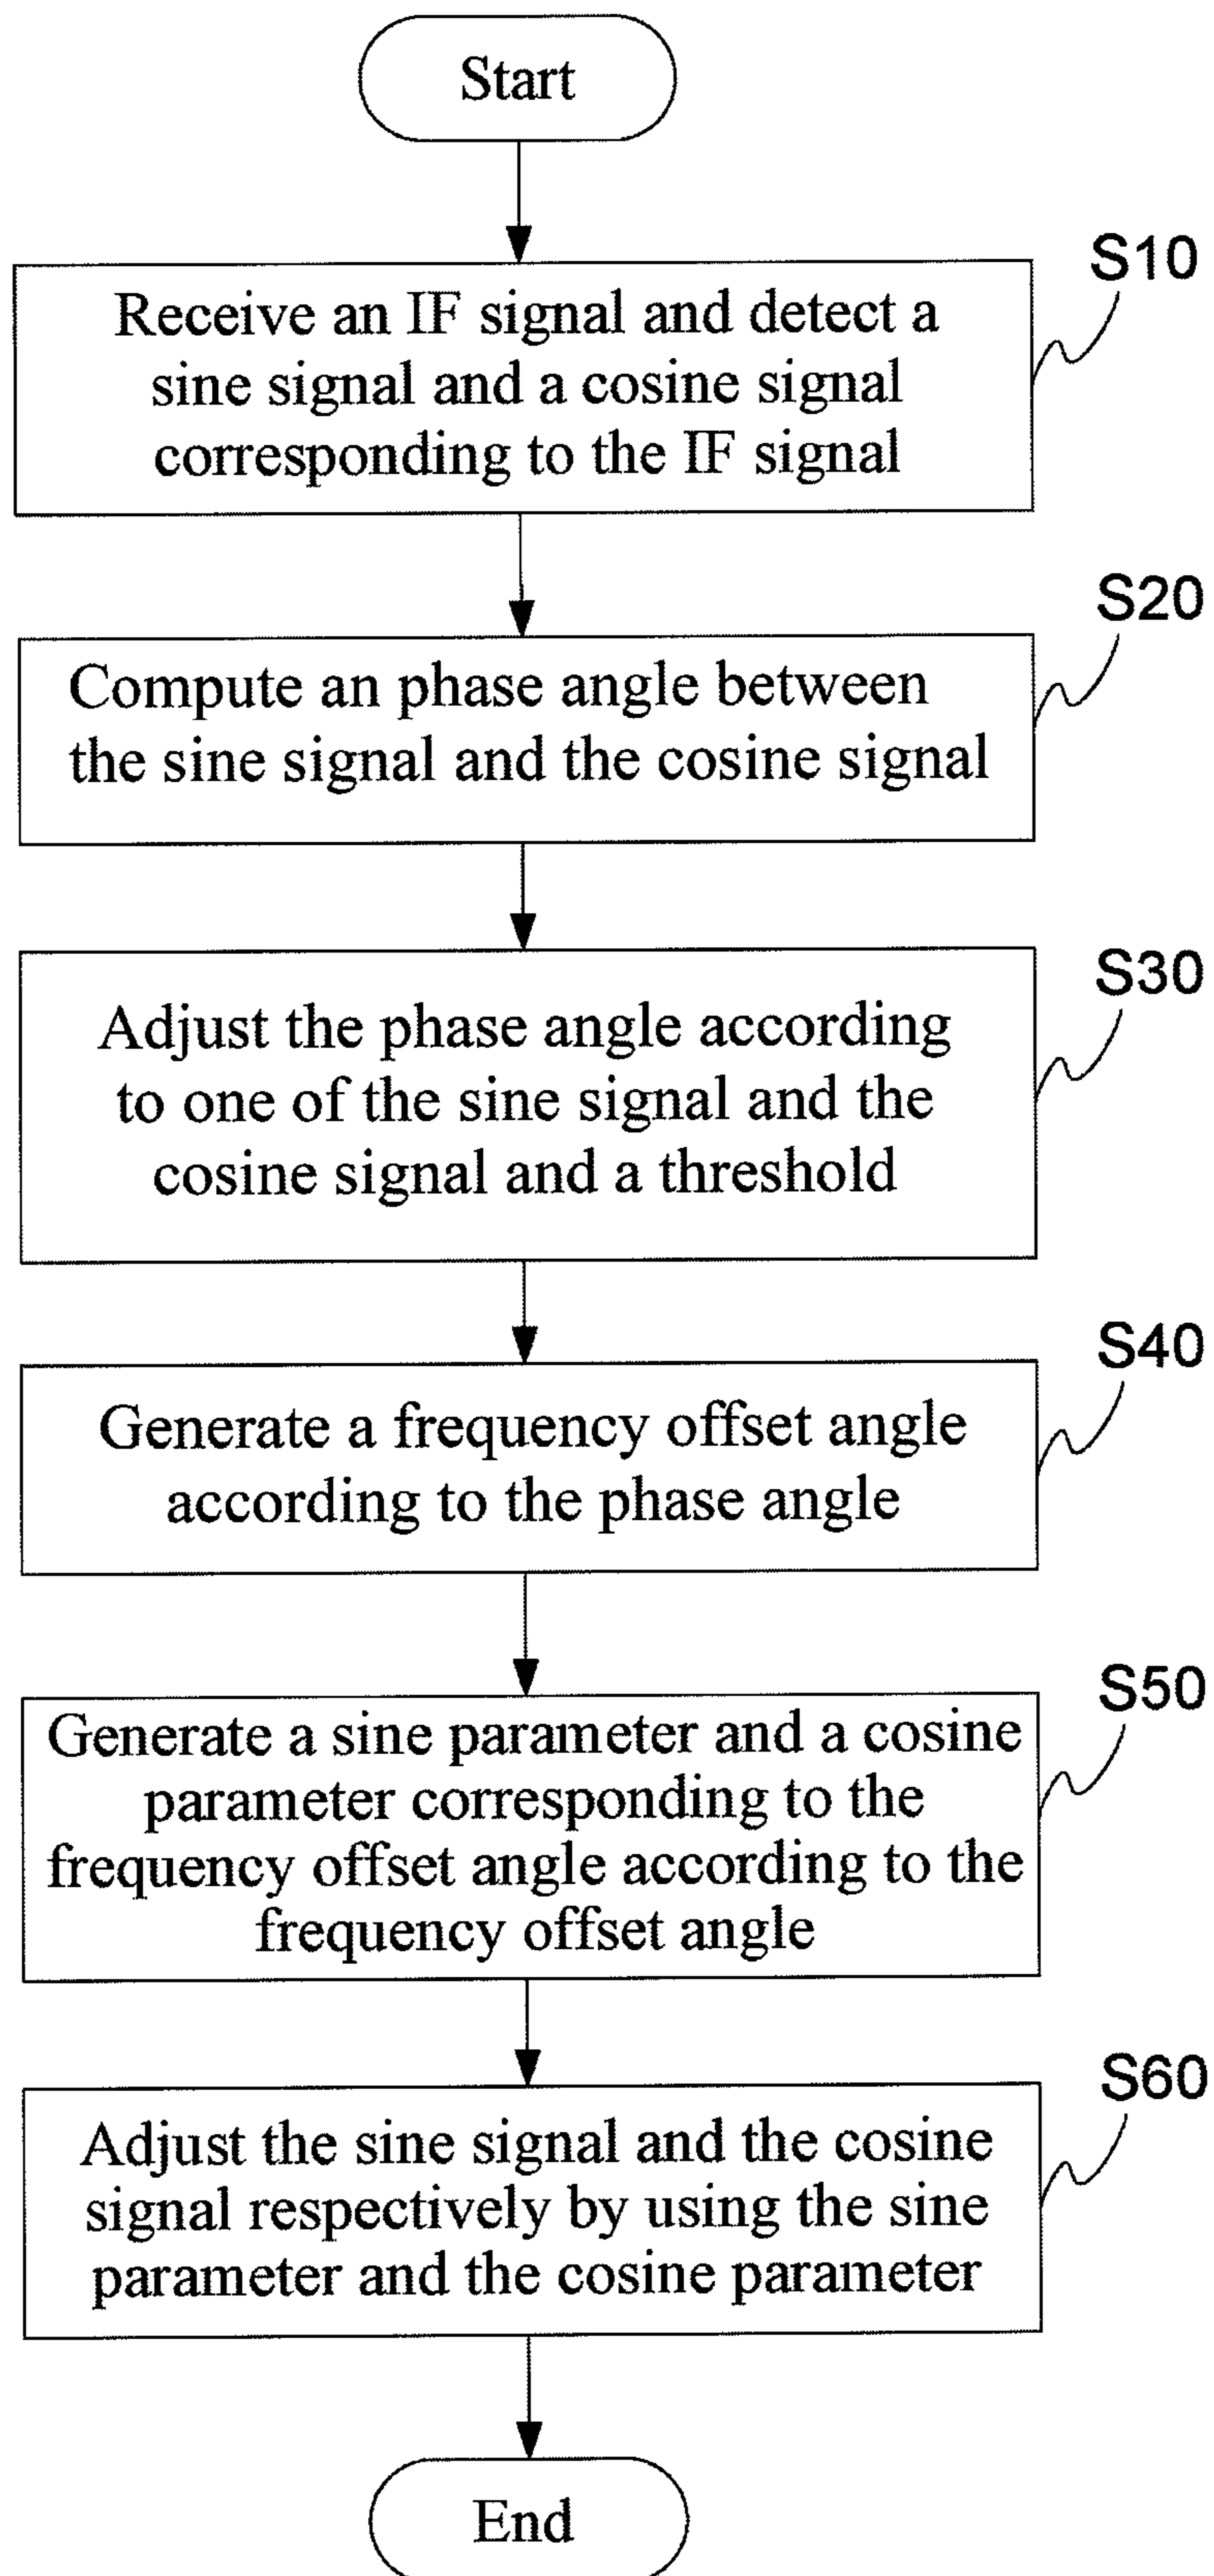 Start
S10
Receive an IF signal and detect a
sine signal and a cosine signal
corresponding to the IF signal
S20
Compute an phase angle between
the sine signal and the cosine signal
S30
Adjust the phase angle according
to one of the sine signal and the
cosine signal and a threshold
S40
Generate a frequency offset angle
according to the phase angle
S50
Generate a sine parameter and a cosine
parameter corresponding to the
frequency offset angle according to the
frequency offset angle
S60
Adjust the sine signal and the cosine
signal respectively by using the sine
parameter and the cosine parameter
End